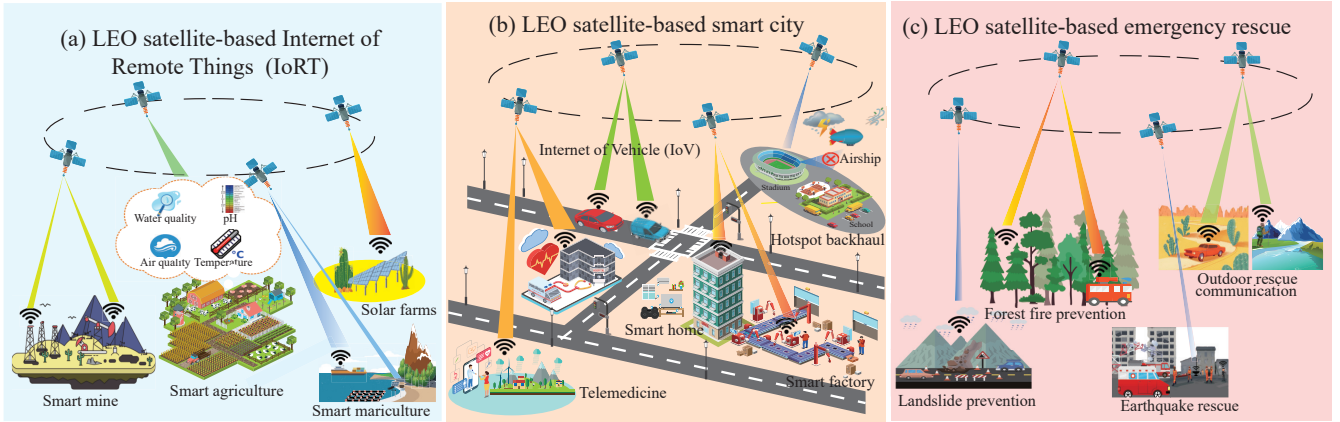 (a) LEO satellite-based Internet of
Remote Things (IoRT)
Water quality
pH
Air quality
Temperature
°C
Solar farms
Smart mine
Smart agriculture
Smart mariculture
(b) LEO satellite-based smart city
Internet of Vehicle (IoV)
Airship
Stadium
School
Hotspot backhaul
Smart home
Smart factory
Telemedicine
(c) LEO satellite-based emergency rescue
Outdoor rescue
communication
Forest fire prevention
Landslide prevention
Earthquake rescue